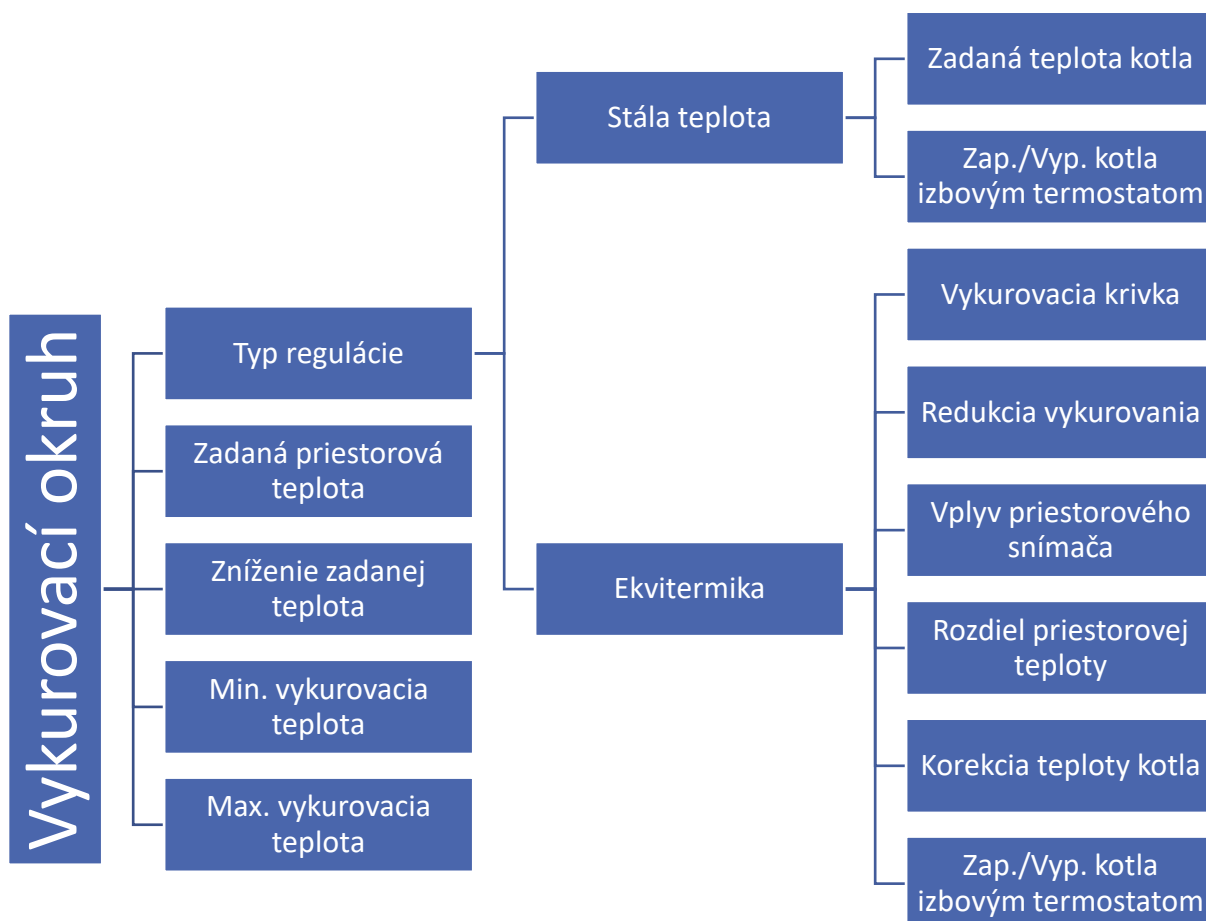 Vykurovací okruh
Typ regulácie
Zadaná priestorová
teplota
Zníženie zadanej
teplota
Min. vykurovacia
teplota
Max. vykurovacia
teplota
Stála teplota
Ekvitermika
Zadaná teplota kotla
Zap./Vyp. kotla
izbovým termostatom
Vykurovacia krivka
Redukcia vykurovania
Vplyv priestorového
snímača
Rozdiel priestorovej
teploty
Korekcia teploty kotla
Zap./Vyp. kotla
izbovým termostatom